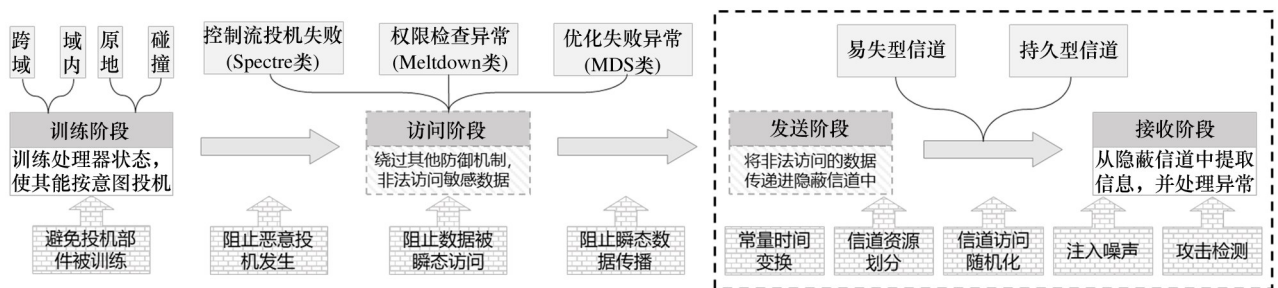 跨域
域内
原地
碰撞
控制流投机失败
(Spectre类)
权限检查异常
(Meltdown类)
优化失败异常
(MDS类)
易失型信道
持久型信道
训练阶段
训练处理器状态，
使其能按意图投机
访问阶段
绕过其他防御机制，
非法访问敏感数据
发送阶段
将非法访问的数据
传递进隐蔽信道中
接收阶段
从隐蔽信道中提取
信息，并处理异常
避免投机部
件被训练
阻止恶意投
机发生
阻止数据被
瞬态访问
阻止瞬态数
据传播
常量时间
变换
信道资源
划分
信道访问
随机化
注入噪声
攻击检测